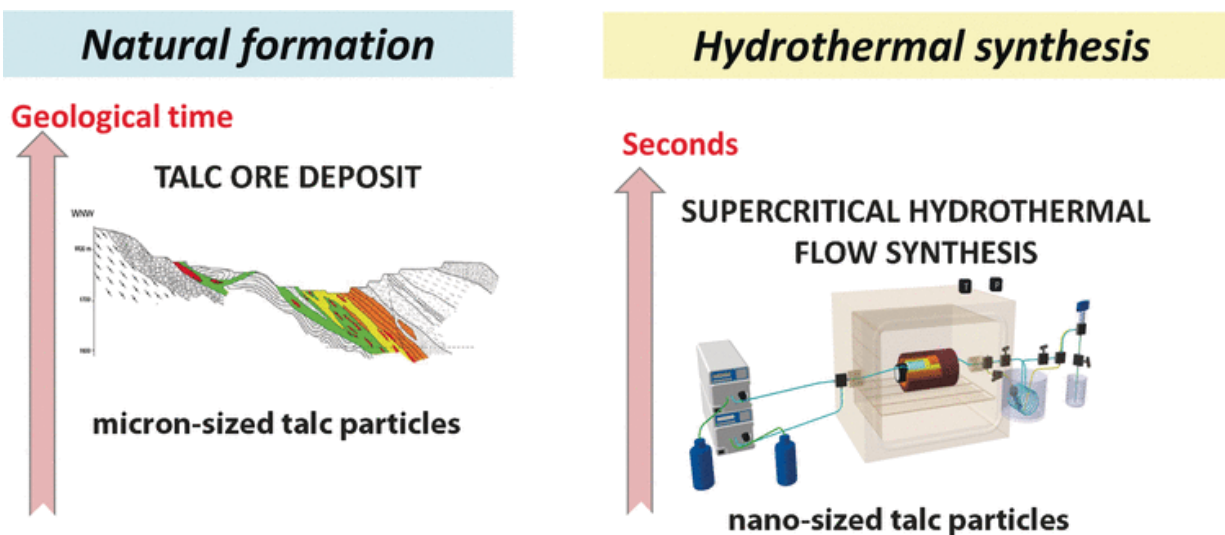 Natural formation
Geological time
TALC ORE DEPOSIT
WNW
micron-sized talc particles
Hydrothermal synthesis
Seconds
SUPERCRITICAL HYDROTHERMAL
FLOW SYNTHESIS
T P
nano-sized talc particles